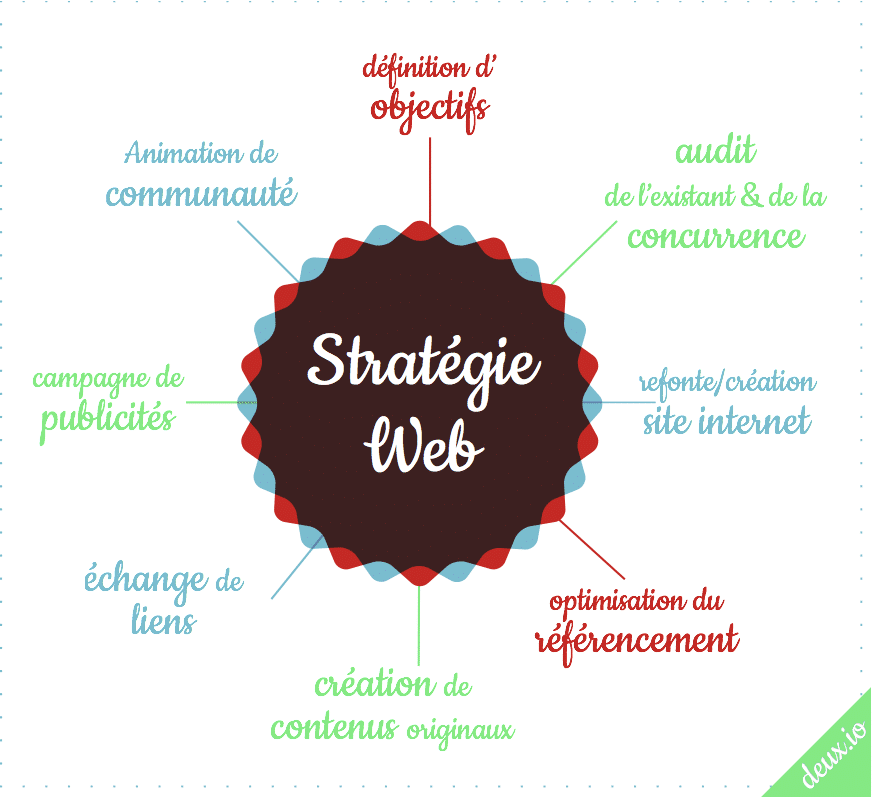 définition d'
objectifs
audit
de l'existant & de la
concurrence
refonte/création
site internet
optimisation du
référencement
création de
contenus originaux
échange de
liens
campagne de
publicités
Animation de
communauté
Stratégie
Web
deux.io